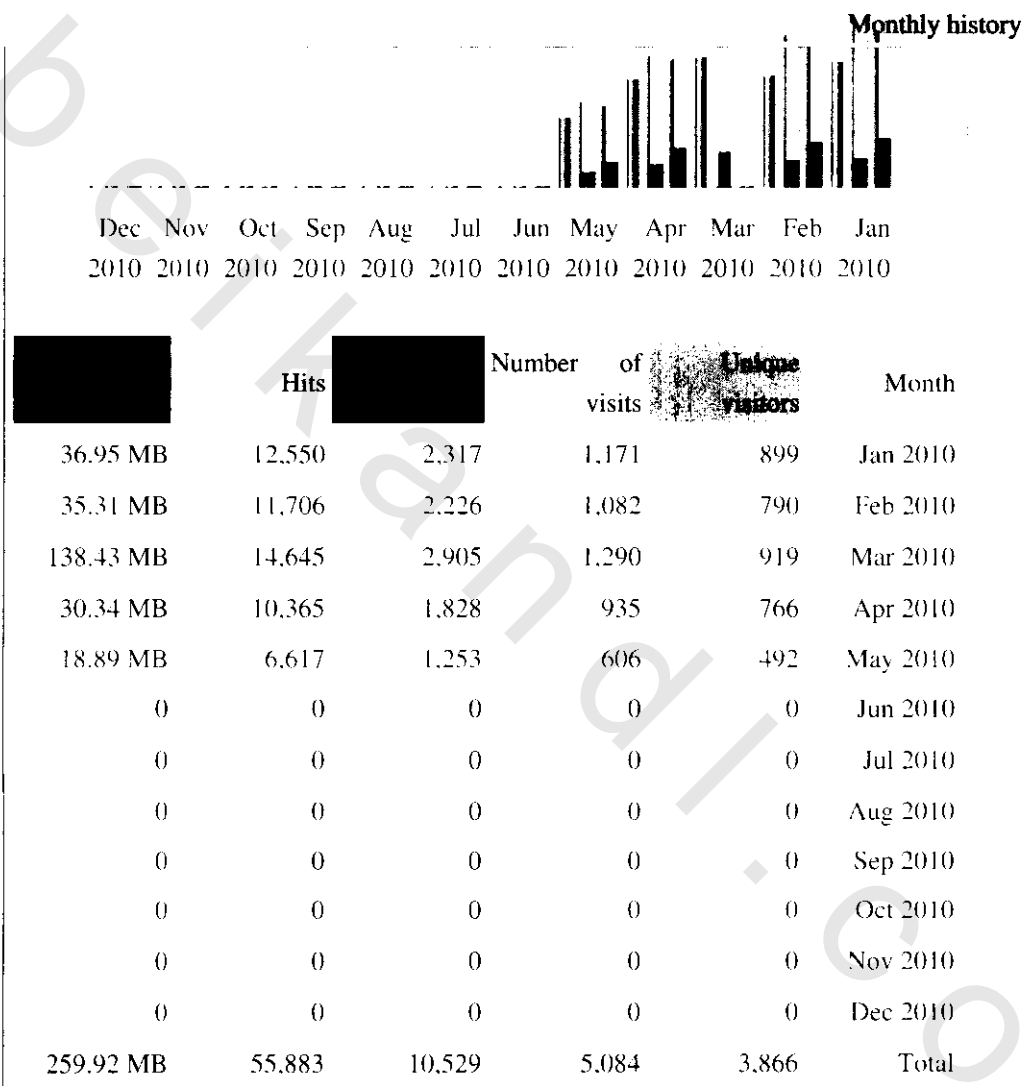 Monthly history
Dec Nov Oct Sep Aug Jul Jun May Apr Mar Feb Jan
2010 2010 2010 2010 2010 2010 2010 2010 2010 2010 2010 2010
Hits Number of visits Unique visitors Month
36.95 MB 12,550 2,317 1,171 899 Jan 2010
35.31 MB 11,706 2,226 1,082 790 Feb 2010
138.43 MB 14,645 2,905 1,290 919 Mar 2010
30.34 MB 10,365 1,828 935 766 Apr 2010
18.89 MB 6,617 1,253 606 492 May 2010
0 0 0 0 0 Jun 2010
0 0 0 0 0 Jul 2010
0 0 0 0 0 Aug 2010
0 0 0 0 0 Sep 2010
0 0 0 0 0 Oct 2010
0 0 0 0 0 Nov 2010
0 0 0 0 0 Dec 2010
259.92 MB 55,883 10,529 5,084 3,866 Total
beikandl.co